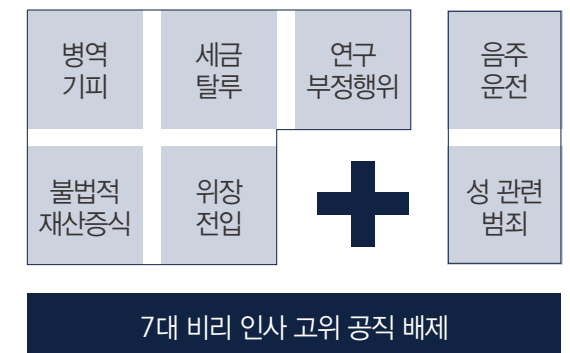 병역
기피
세금
탈루
연구
부정행위
음주
운전
불법적
재산증식
위장
전입
성 관련
범죄
7대 비리 인사 고위 공직 배제